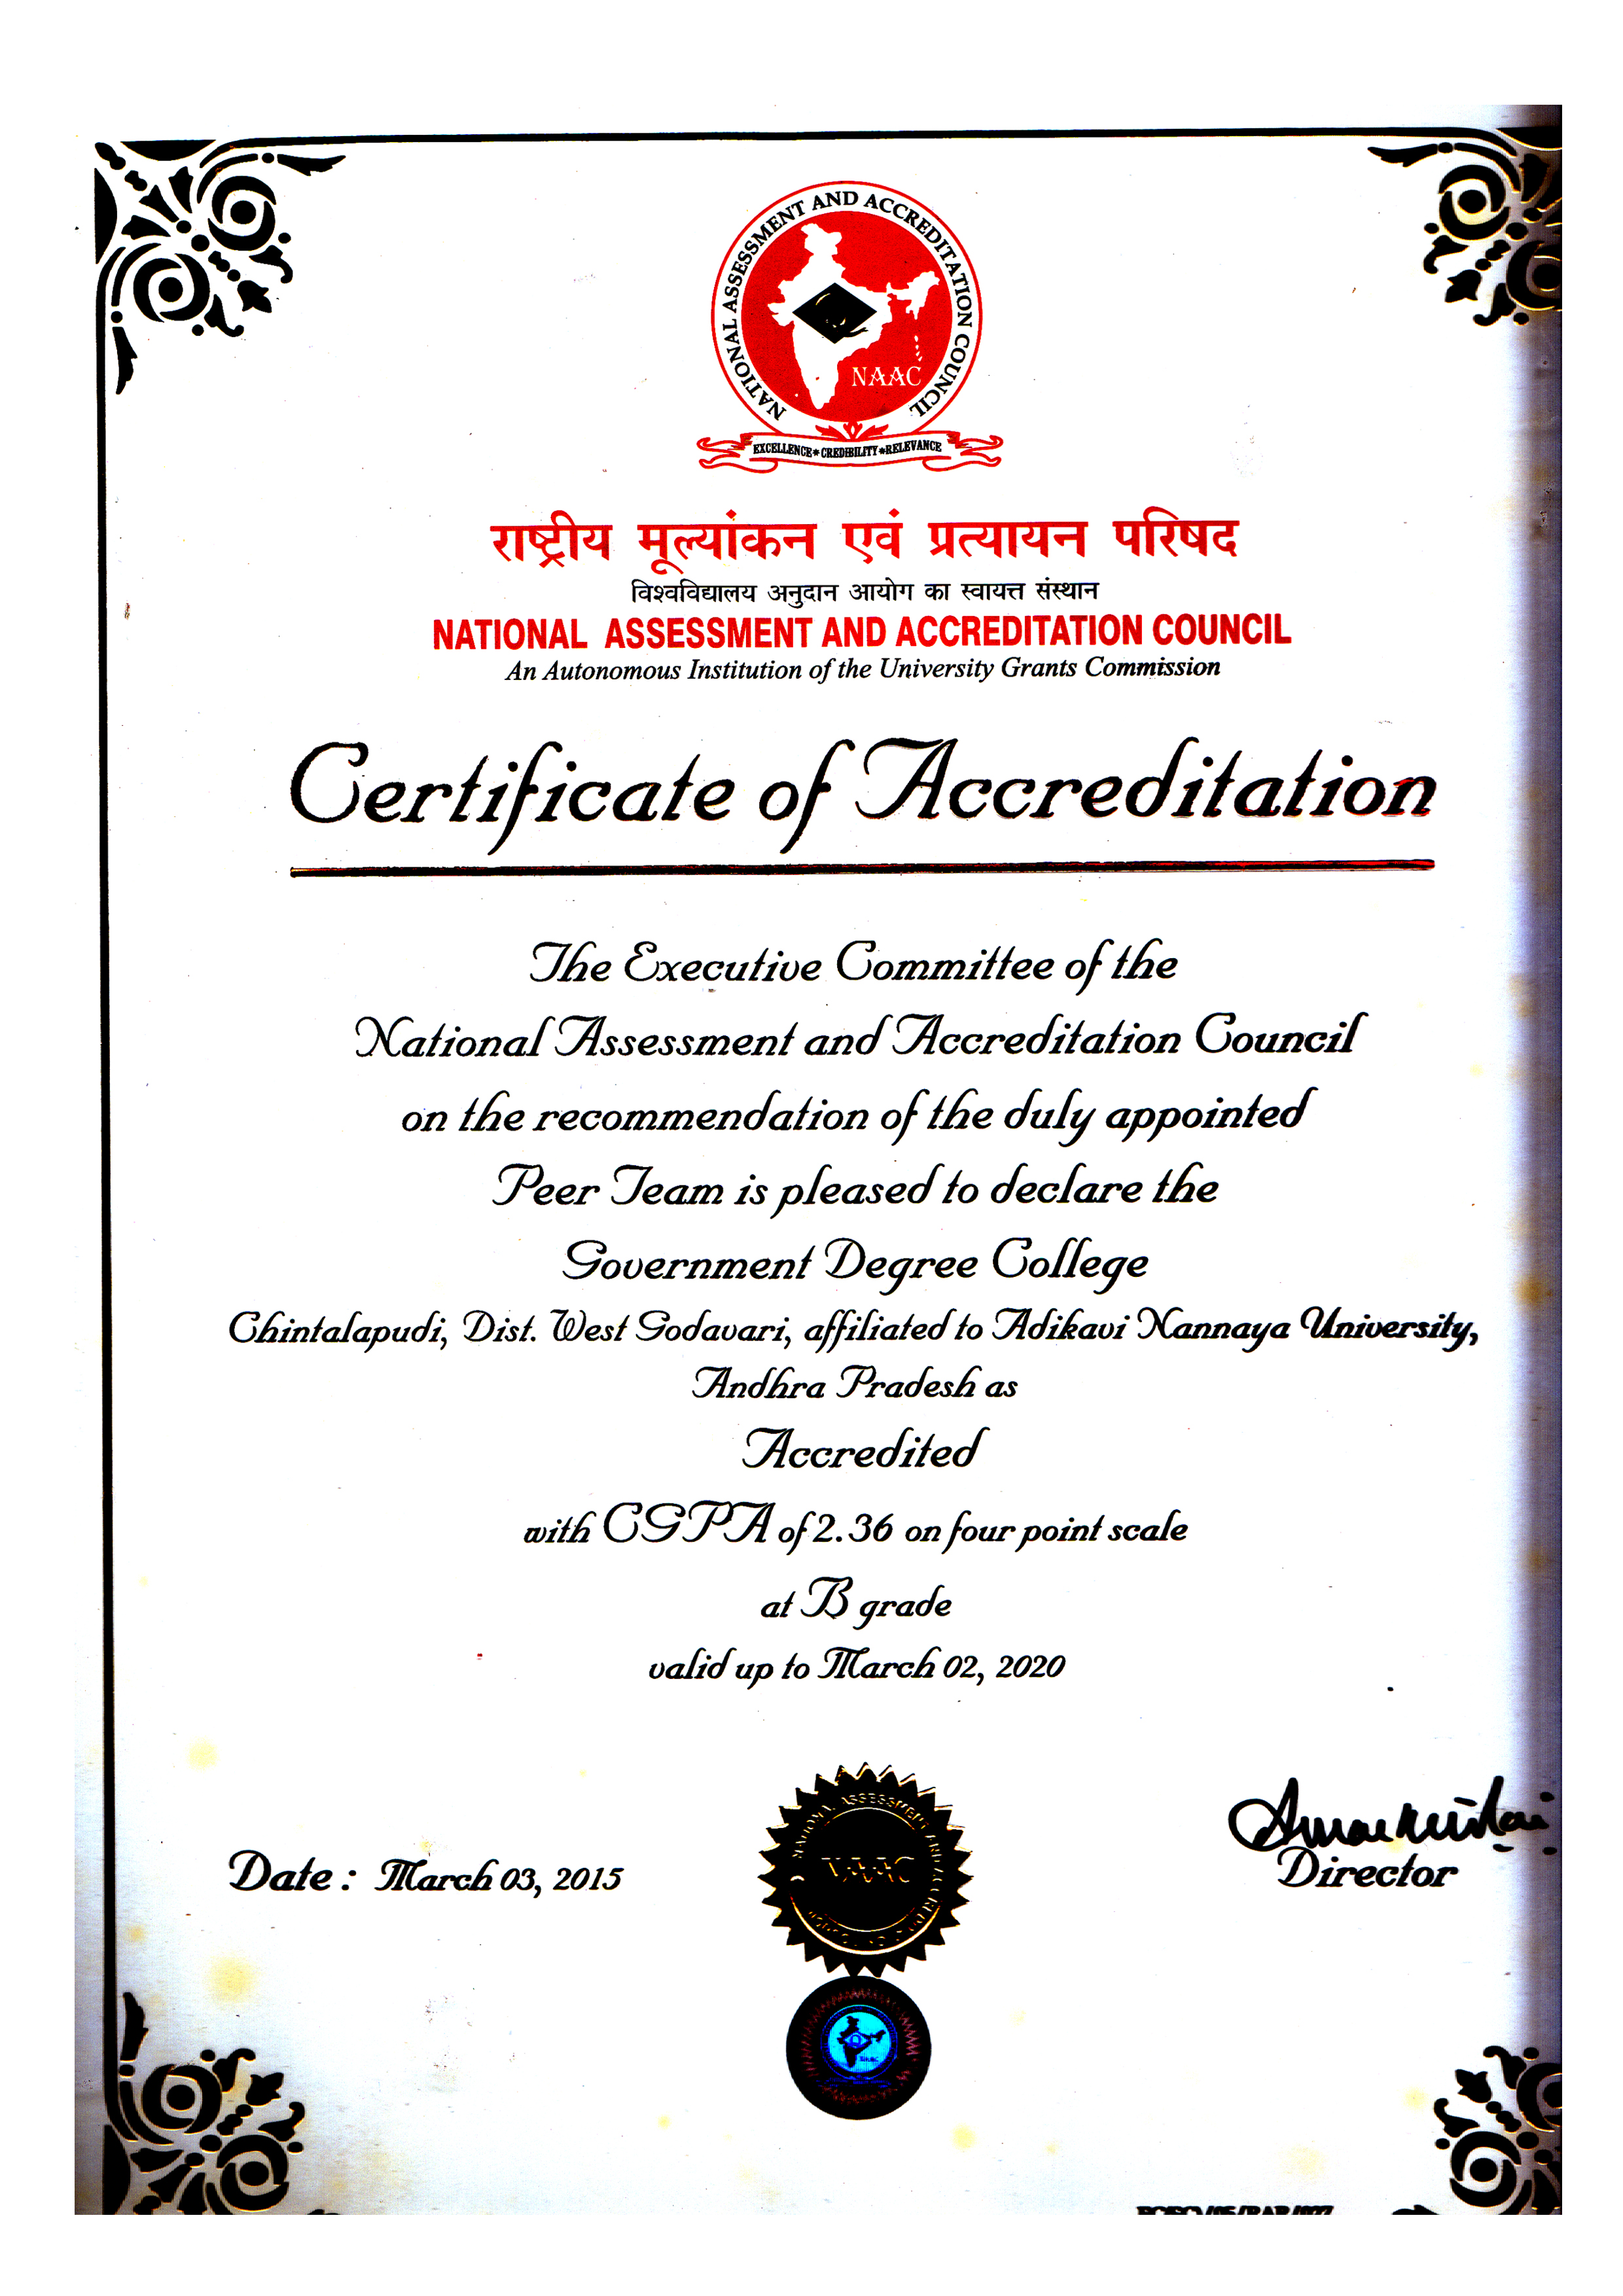 NATIONAL ASSESSMENT AND ACCREDITATION COUNCIL
NAAC
EXCELLENCE★CREDIBILITY★RELEVANCE
राष्ट्रीय मूल्यांकन एवं प्रत्यायन परिषद
विश्वविद्यालय अनुदान आयोग का स्वायत्त संस्थान
NATIONAL ASSESSMENT AND ACCREDITATION COUNCIL
An Autonomous Institution of the University Grants Commission
Certificate of Accreditation
The Executive Committee of the
National Assessment and Accreditation Council
on the recommendation of the duly appointed
Peer Team is pleased to declare the
Government Degree College
Chintalapudi, Dist. West Godavari, affiliated to Adikavi Nannaya University,
Andhra Pradesh as
Accredited
with CGPA of 2.36 on four point scale
at B grade
valid up to March 02, 2020
Date : March 03, 2015
NAAC
Director